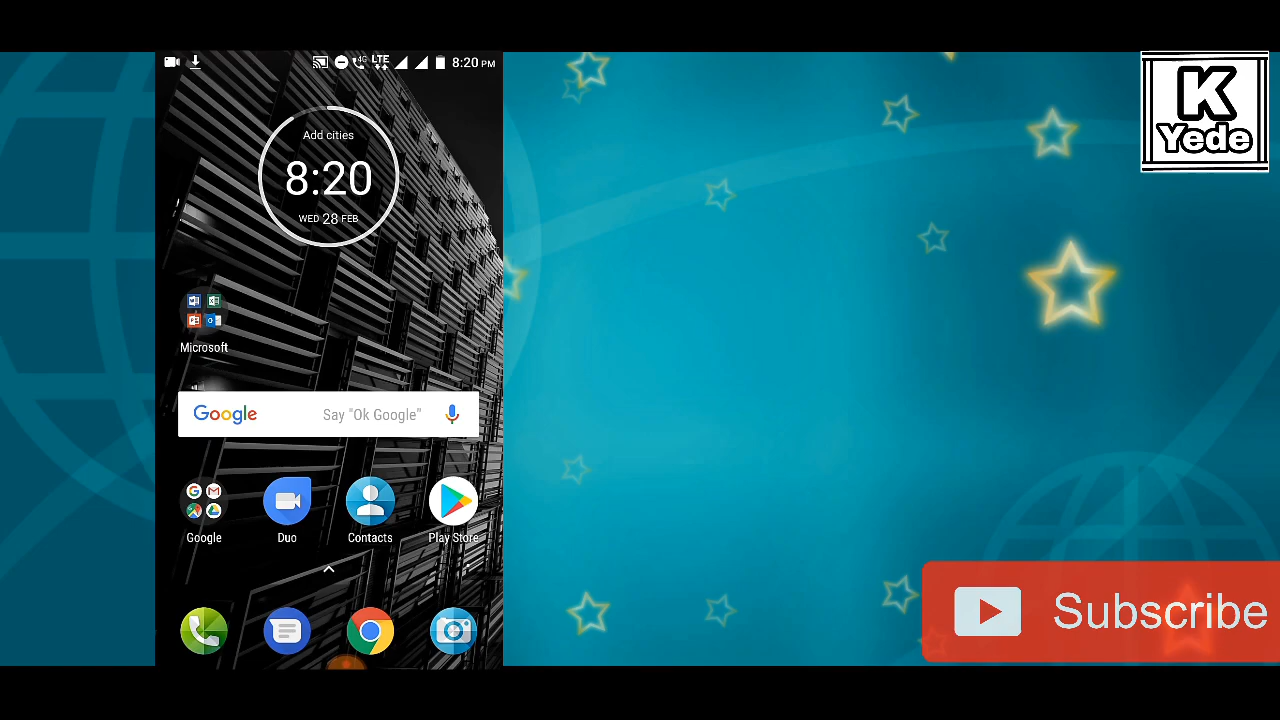 4G LTE 8:20 PM
Add cities
8:20
WED 28 FEB
Microsoft
Google Say "Ok Google"
Google Duo Contacts Play Store
K
Yede
Subscribe